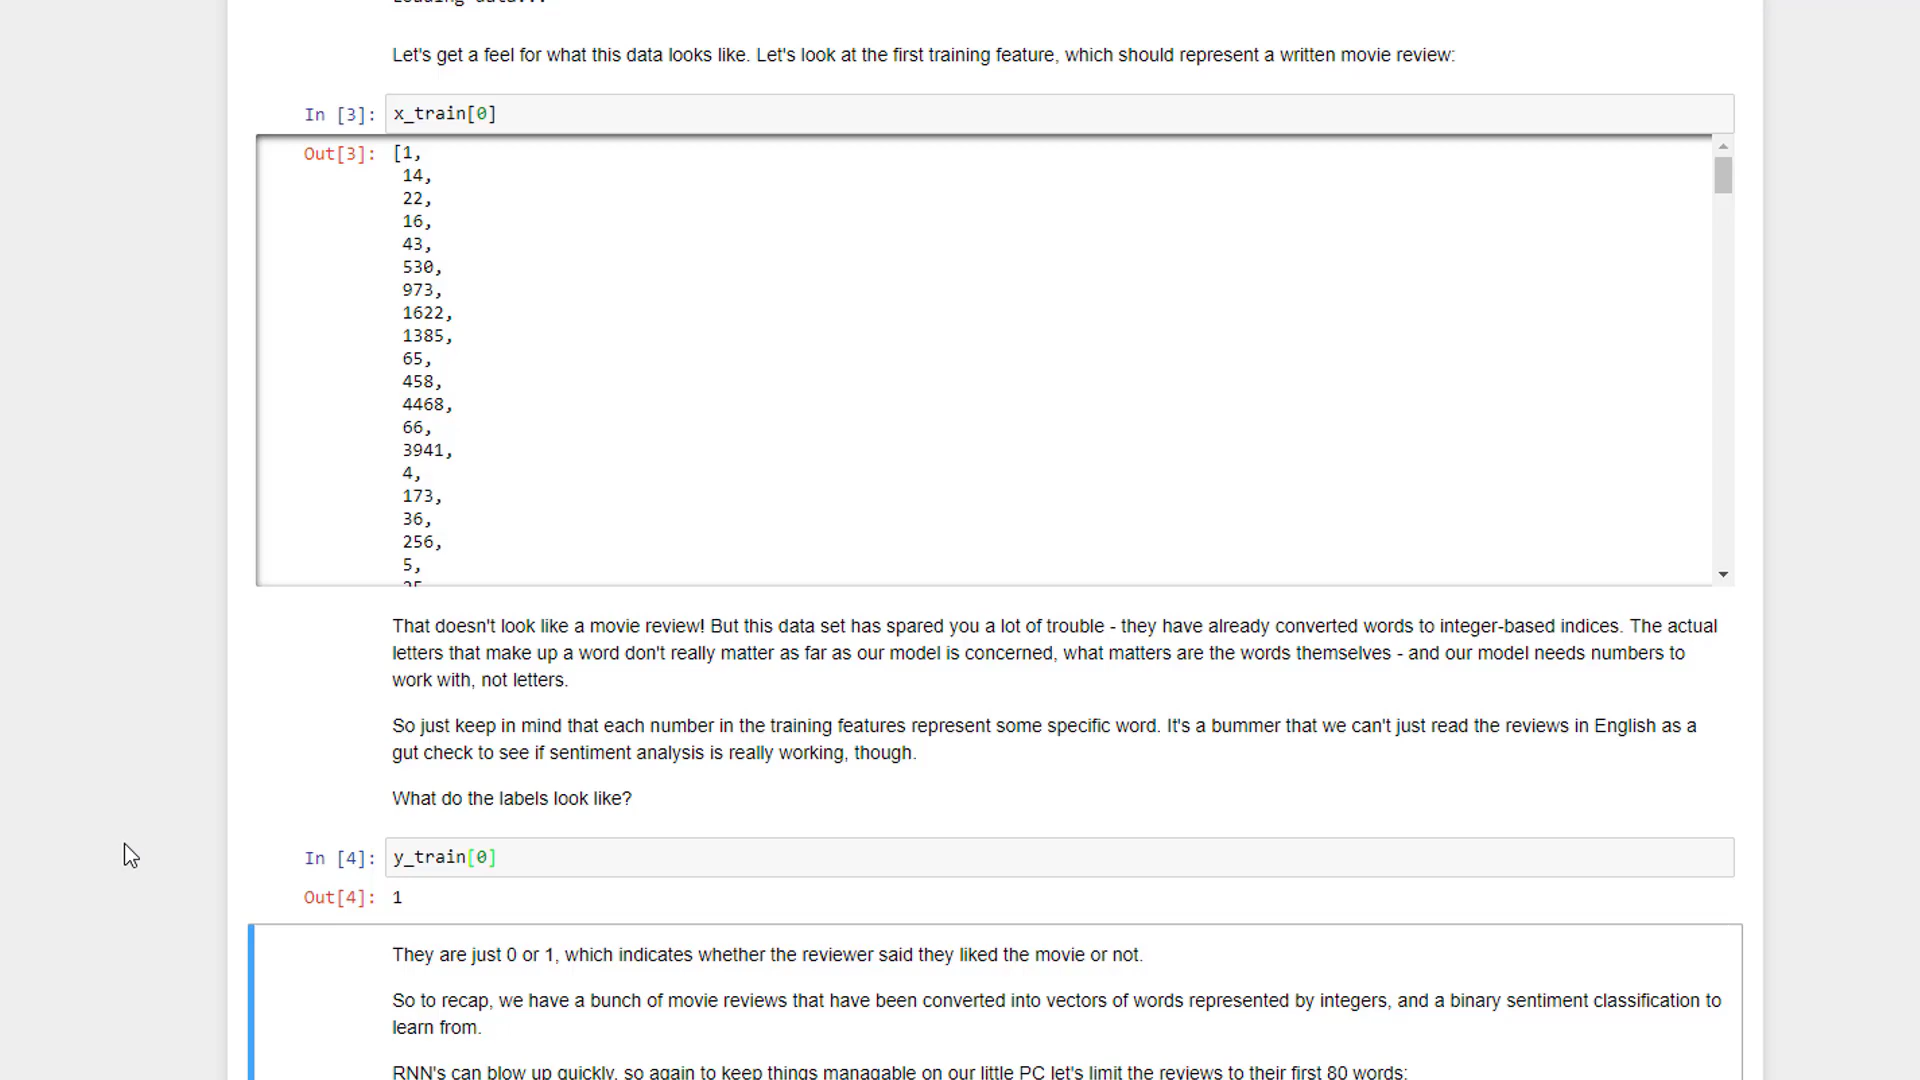 Loading data...
Let's get a feel for what this data looks like. Let's look at the first training feature, which should represent a written movie review:
In [3]: x_train[0]
Out[3]: [1,
14,
22,
16,
43,
530,
973,
1622,
1385,
65,
458,
4468,
66,
3941,
4,
173,
36,
256,
5,
25
That doesn't look like a movie review! But this data set has spared you a lot of trouble - they have already converted words to integer-based indices. The actual
letters that make up a word don't really matter as far as our model is concerned, what matters are the words themselves - and our model needs numbers to
work with, not letters.
So just keep in mind that each number in the training features represent some specific word. It's a bummer that we can't just read the reviews in English as a
gut check to see if sentiment analysis is really working, though.
What do the labels look like?
In [4]: y_train[0]
Out[4]: 1
They are just 0 or 1, which indicates whether the reviewer said they liked the movie or not.
So to recap, we have a bunch of movie reviews that have been converted into vectors of words represented by integers, and a binary sentiment classification to
learn from.
RNN's can blow up quickly, so again to keep things managable on our little PC let's limit the reviews to their first 80 words: